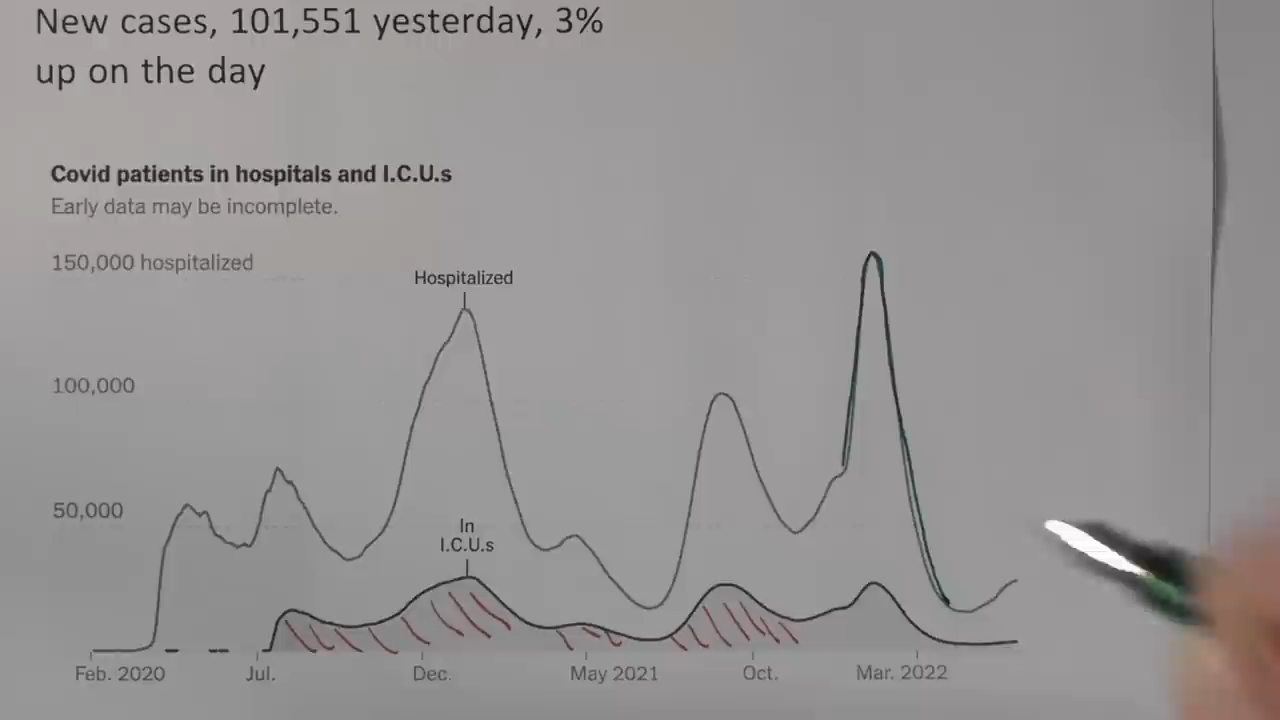 New cases, 101,551 yesterday, 3%
up on the day
Covid patients in hospitals and I.C.U.s
Early data may be incomplete.
150,000 hospitalized
Hospitalized
100,000
50,000
In
I.C.U.s
Feb. 2020
Jul.
Dec.
May 2021
Oct.
Mar. 2022